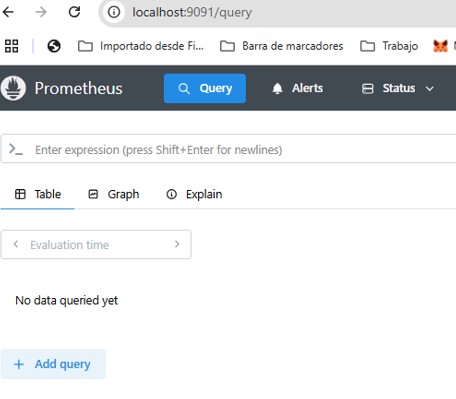 localhost:9091/query
Importado desde Fi... Barra de marcadores Trabajo
Prometheus Query Alerts Status
Enter expression (press Shift+Enter for newlines)
Table Graph Explain
Evaluation time
No data queried yet
+ Add query